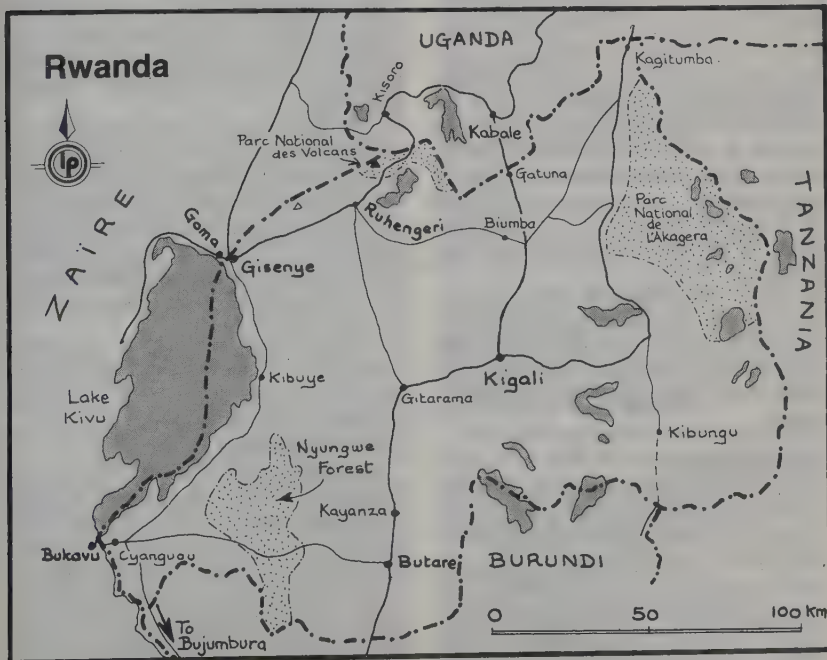 Rwanda
lp
UGANDA
Kagitumba
Kisoro
Kabale
Parc National
des Volcans
Gatuna
ZAÏRE
Goma
Gisenye
Ruhengeri
Biumba
Parc
National
de
L'Akagera
TANZANIA
Lake
Kivu
Kibuye
Gitarama
Kigali
Kibungu
Nyungwe
Forest
Kayanza
Bukavu
Cyangugu
Butare
BURUNDI
To
Bujumbura
0 50 100 Km